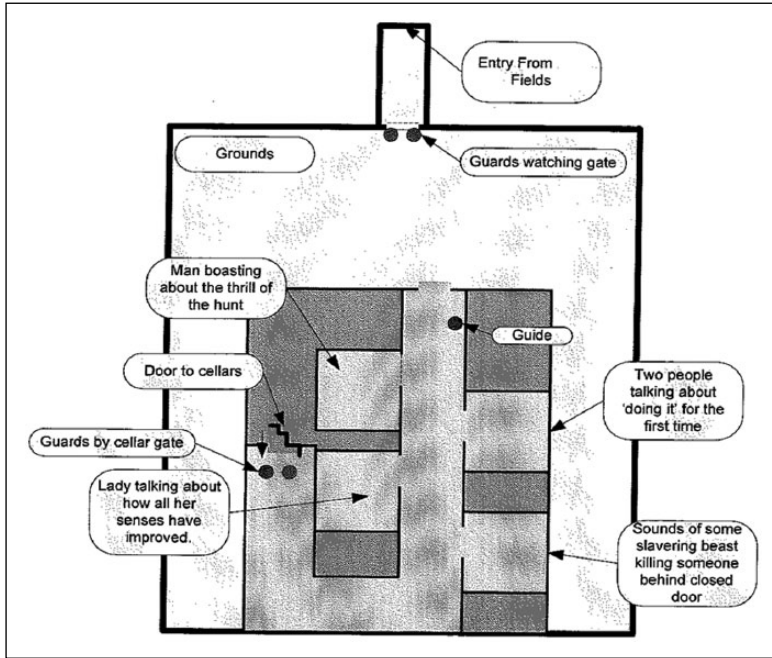 Entry From
Fields
Grounds
Guards watching gate
Man boasting
about the thrill of
the hunt
Guide
Door to cellars
Two people
talking about
'doing it' for the
first time
Guards by cellar gate
Lady talking about
how all her
senses have
improved.
Sounds of some
slavering beast
killing someone
behind closed
door